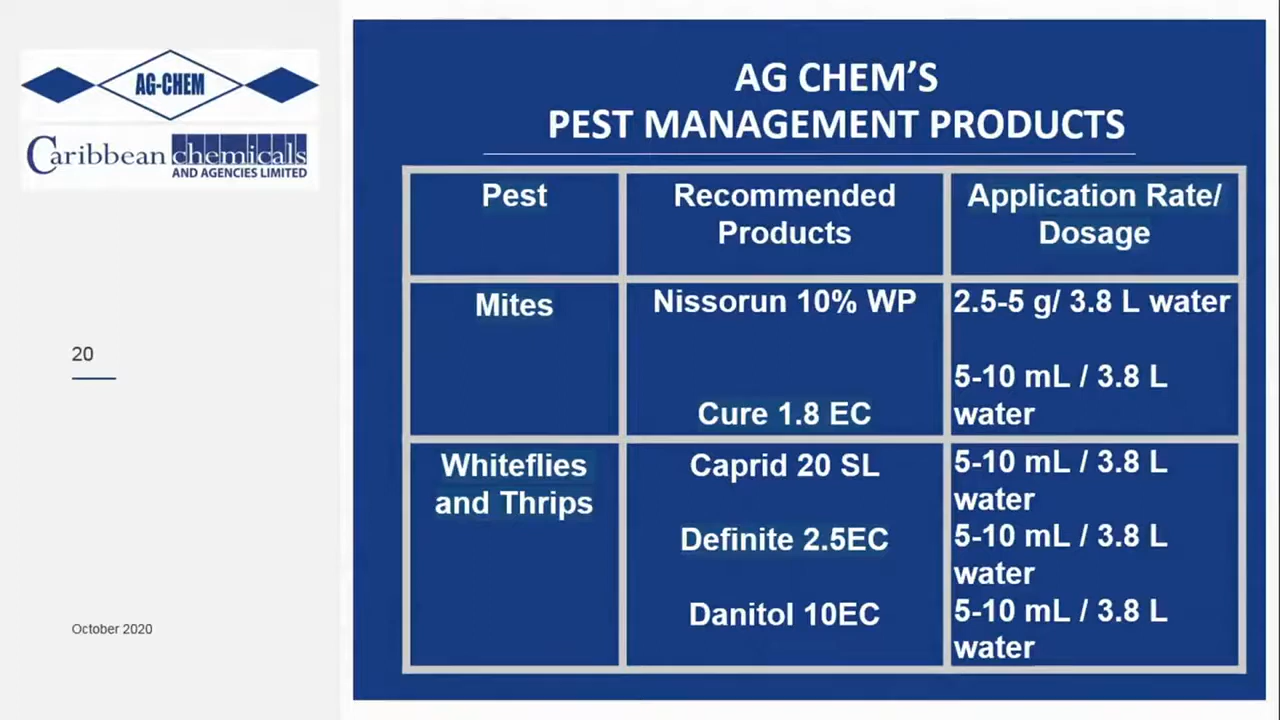 AG-CHEM
Caribbean chemicals
AND AGENCIES LIMITED
20
October 2020
AG CHEM’S
PEST MANAGEMENT PRODUCTS
Pest
Recommended
Products
Application Rate/
Dosage
Mites
Nissorun 10% WP
2.5-5 g/ 3.8 L water
Cure 1.8 EC
5-10 mL / 3.8 L
water
Whiteflies
and Thrips
Caprid 20 SL
5-10 mL / 3.8 L
water
Definite 2.5EC
5-10 mL / 3.8 L
water
Danitol 10EC
5-10 mL / 3.8 L
water